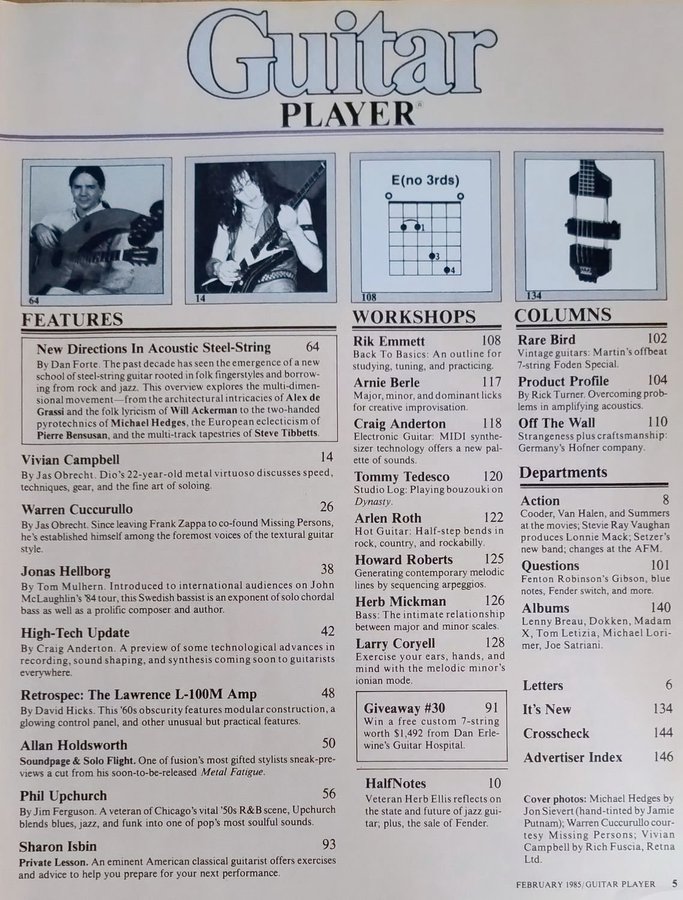 Guitar
PLAYER®
64
14
E(no 3rds)
1
3
4
108
134
FEATURES
New Directions In Acoustic Steel-String 64
By Dan Forte. The past decade has seen the emergence of a new
school of steel-string guitar rooted in folk fingerstyles and borrow-
ing from rock and jazz. This overview explores the multi-dimen-
sional movement—from the architectural intricacies of Alex de
Grassi and the folk lyricism of Will Ackerman to the two-handed
pyrotechnics of Michael Hedges, the European eclecticism of
Pierre Bensusan, and the multi-track tapestries of Steve Tibbetts.
Vivian Campbell 14
By Jas Obrecht. Dio's 22-year-old metal virtuoso discusses speed,
techniques, gear, and the fine art of soloing.
Warren Cuccurullo 26
By Jas Obrecht. Since leaving Frank Zappa to co-found Missing Persons,
he's established himself among the foremost voices of the textural guitar
style.
Jonas Hellborg 38
By Tom Mulhern. Introduced to international audiences on John
McLaughlin's '84 tour, this Swedish bassist is an exponent of solo chordal
bass as well as a prolific composer and author.
High-Tech Update 42
By Craig Anderton. A preview of some technological advances in
recording, sound shaping, and synthesis coming soon to guitarists
everywhere.
Retrospec: The Lawrence L-100M Amp 48
By David Hicks. This '60s obscurity features modular construction, a
glowing control panel, and other unusual but practical features.
Allan Holdsworth 50
Soundpage & Solo Flight. One of fusion's most gifted stylists sneak-pre-
views a cut from his soon-to-be-released Metal Fatigue.
Phil Upchurch 56
By Jim Ferguson. A veteran of Chicago's vital '50s R&B scene, Upchurch
blends blues, jazz, and funk into one of pop's most soulful sounds.
Sharon Isbin 93
Private Lesson. An eminent American classical guitarist offers exercises
and advice to help you prepare for your next performance.
WORKSHOPS
Rik Emmett 108
Back To Basics: An outline for
studying, tuning, and practicing.
Arnie Berle 117
Major, minor, and dominant licks
for creative improvisation.
Craig Anderton 118
Electronic Guitar: MIDI synthe-
sizer technology offers a new pal-
ette of sounds.
Tommy Tedesco 120
Studio Log: Playing bouzouki on
Dynasty.
Arlen Roth 122
Hot Guitar: Half-step bends in
rock, country, and rockabilly.
Howard Roberts 125
Generating contemporary melodic
lines by sequencing arpeggios.
Herb Mickman 126
Bass: The intimate relationship
between major and minor scales.
Larry Coryell 128
Exercise your ears, hands, and
mind with the melodic minor's
ionian mode.
Giveaway #30 91
Win a free custom 7-string
worth $1,492 from Dan Erle-
wine's Guitar Hospital.
HalfNotes 10
Veteran Herb Ellis reflects on
the state and future of jazz gui-
tar; plus, the sale of Fender.
COLUMNS
Rare Bird 102
Vintage guitars: Martin's offbeat
7-string Foden Special.
Product Profile 104
By Rick Turner. Overcoming prob-
lems in amplifying acoustics.
Off The Wall 110
Strangeness plus craftsmanship:
Germany's Hofner company.
Departments
Action 8
Cooder, Van Halen, and Summers
at the movies; Stevie Ray Vaughan
produces Lonnie Mack; Setzer's
new band; changes at the AFM.
Questions 101
Fenton Robinson's Gibson, blue
notes, Fender switch, and more.
Albums 140
Lenny Breau, Dokken, Madam
X, Tom Letizia, Michael Lori-
mer, Joe Satriani.
Letters 6
It's New 134
Crosscheck 144
Advertiser Index 146
Cover photos: Michael Hedges by
Jon Sievert (hand-tinted by Jamie
Putnam); Warren Cuccurullo cour-
tesy Missing Persons; Vivian
Campbell by Rich Fuscia, Retna
Ltd.
FEBRUARY 1985/GUITAR PLAYER 5